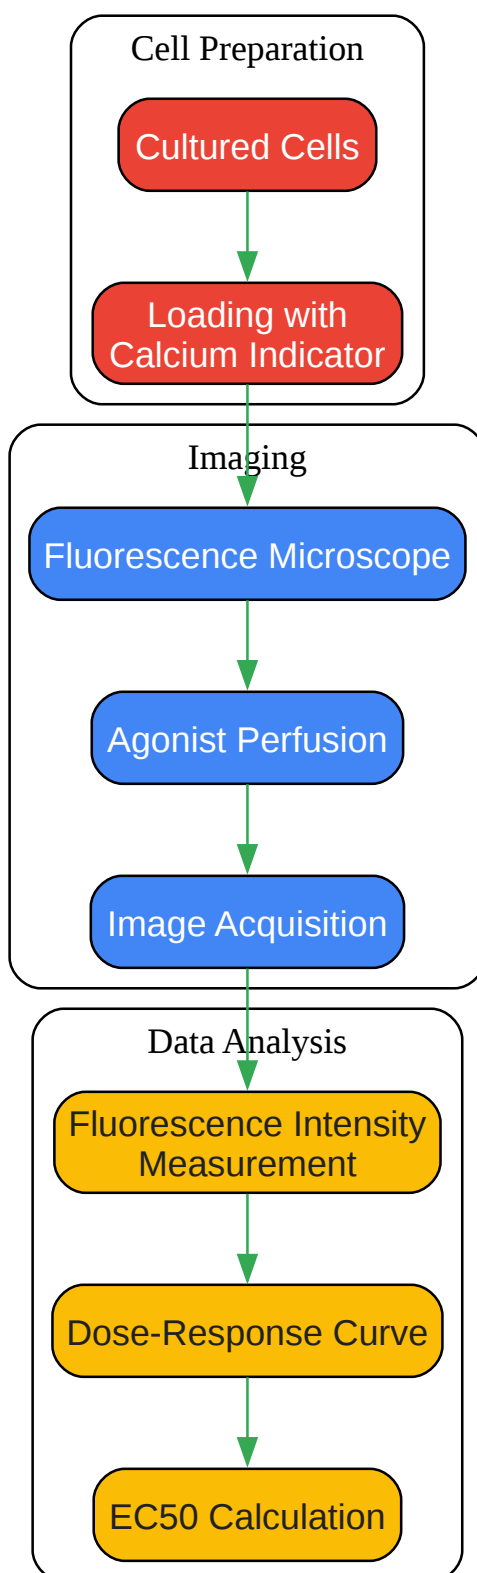 Cell Preparation
Cultured Cells
Loading with
Calcium Indicator
Imaging
Fluorescence Microscope
Agonist Perfusion
Image Acquisition
Data Analysis
Fluorescence Intensity
Measurement
Dose-Response Curve
EC50 Calculation